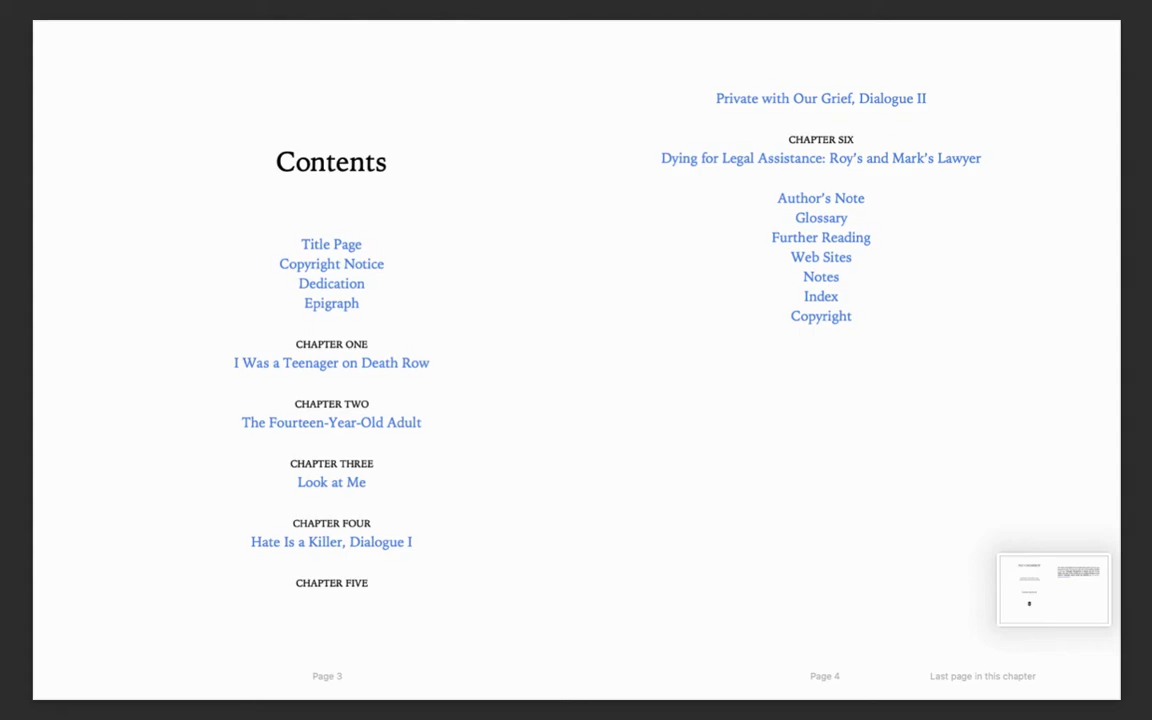 Contents
Title Page
Copyright Notice
Dedication
Epigraph
CHAPTER ONE
I Was a Teenager on Death Row
CHAPTER TWO
The Fourteen-Year-Old Adult
CHAPTER THREE
Look at Me
CHAPTER FOUR
Hate Is a Killer, Dialogue I
CHAPTER FIVE
Page 3
Private with Our Grief, Dialogue II
CHAPTER SIX
Dying for Legal Assistance: Roy’s and Mark’s Lawyer
Author’s Note
Glossary
Further Reading
Web Sites
Notes
Index
Copyright
Page 4
Last page in this chapter